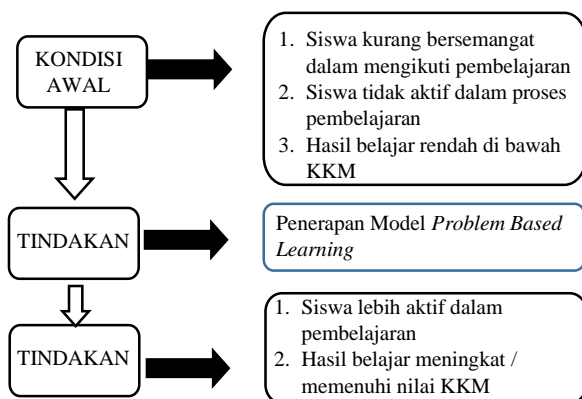 KONDISI
AWAL
1. Siswa kurang bersemangat
dalam mengikuti pembelajaran
2. Siswa tidak aktif dalam proses
pembelajaran
3. Hasil belajar rendah di bawah
KKM
TINDAKAN
Penerapan Model Problem Based
Learning
TINDAKAN
1. Siswa lebih aktif dalam
pembelajaran
2. Hasil belajar meningkat /
memenuhi nilai KKM